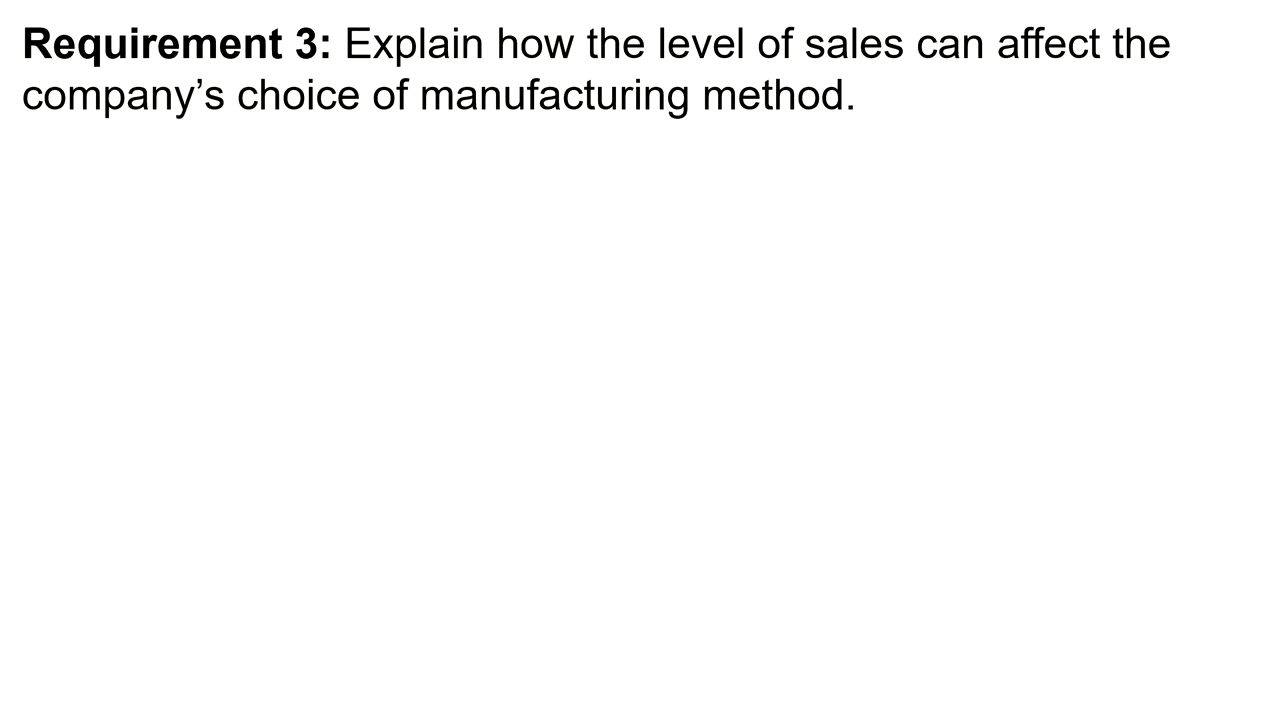 Requirement 3: Explain how the level of sales can affect the
company’s choice of manufacturing method.